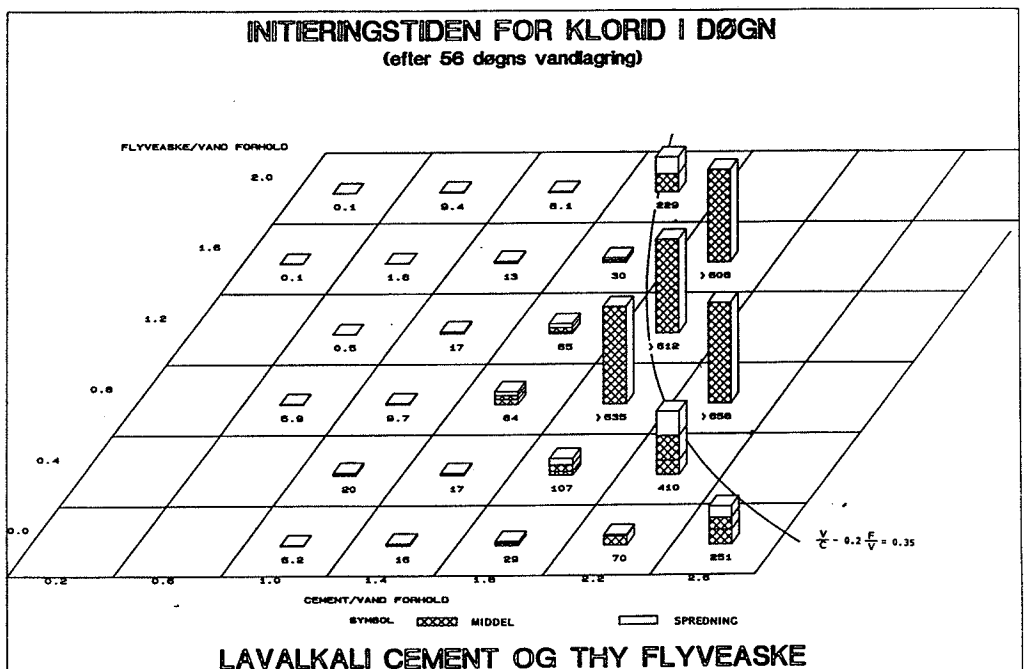 INITIERINGSTIDEN FOR KLORID I DØGN
(efter 56 døgns vandlagring)
FLYVEASKE/VAND FORHOLD
2.0
0.1 9.4 6.1 229
1.6
0.1 1.8 13 30 >606
1.2
0.5 17 65 >612
0.8
6.9 9.7 64 >635 >656
0.4
20 17 107 410
0.0
6.2 16 29 70 251
V/C - 0.2 F/V = 0.35
0.2 0.6 1.0 1.4 1.8 2.2 2.6
CEMENT/VAND FORHOLD
SYMBOL MIDDEL SPREDNING
LAVALKALI CEMENT OG THY FLYVEASKE